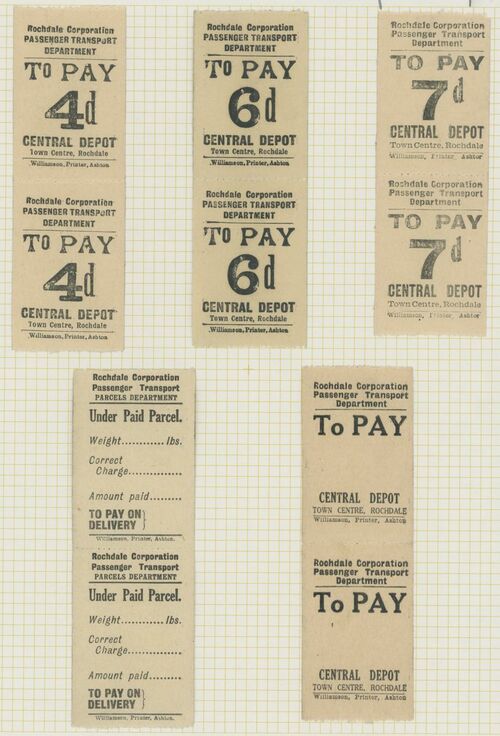 Rochdale Corporation
PASSENGER TRANSPORT
DEPARTMENT
TO PAY
4d
CENTRAL DEPOT
Town Centre, Rochdale
Williamson, Printer, Ashton
Rochdale Corporation
PASSENGER TRANSPORT
DEPARTMENT
TO PAY
4d
CENTRAL DEPOT
Town Centre, Rochdale
Williamson, Printer, Ashton
Rochdale Corporation
PASSENGER TRANSPORT
DEPARTMENT
TO PAY
6d
CENTRAL DEPOT
Town Centre, Rochdale
Williamson, Printer, Ashton
Rochdale Corporation
PASSENGER TRANSPORT
DEPARTMENT
TO PAY
6d
CENTRAL DEPOT
Town Centre, Rochdale
Williamson, Printer, Ashton
Rochdale Corporation
Passenger Transport
Department
TO PAY
7d
CENTRAL DEPOT
Town Centre, Rochdale
Williamson, Printer, Ashton
Rochdale Corporation
Passenger Transport
Department
TO PAY
7d
CENTRAL DEPOT
Town Centre, Rochdale
Williamson, Printer, Ashton
Rochdale Corporation
Passenger Transport
PARCELS DEPARTMENT
Under Paid Parcel.
Weight............lbs.
Correct
Charge..............
Amount paid.........
TO PAY ON }
DELIVERY }
Williamson, Printer, Ashton.
Rochdale Corporation
Passenger Transport
PARCELS DEPARTMENT
Under Paid Parcel.
Weight............lbs.
Correct
Charge..............
Amount paid.........
TO PAY ON }
DELIVERY }
Williamson, Printer, Ashton.
Rochdale Corporation
Passenger Transport
Department
To PAY
CENTRAL DEPOT
TOWN CENTRE, ROCHDALE
Williamson, Printer, Ashton
Rochdale Corporation
Passenger Transport
Department
To PAY
CENTRAL DEPOT
TOWN CENTRE, ROCHDALE
Williamson, Printer, Ashton